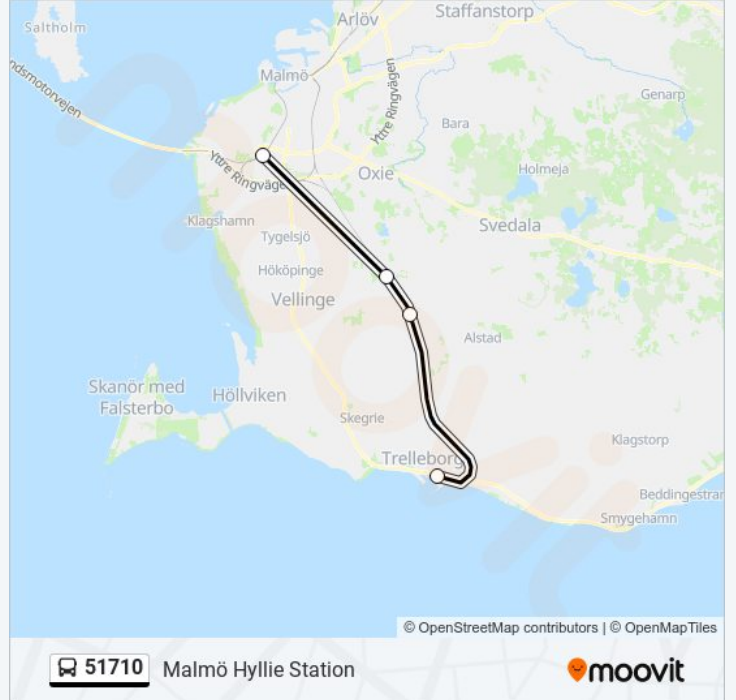 Arlöv
Staffanstorp
Saltholm
Malmö
Genarp
ndsmotorvejen
Yttre Ringvägen
Bara
Yttre Ringväge
Oxie
Holmeja
Klagshamn
Svedala
Tygelsjö
Hököpinge
Vellinge
Alstad
Skanör med
Falsterbo
Höllviken
Skegrie
Klagstorp
Trelleborg
Beddingestran
Smygehamn
© OpenStreetMap contributors | © OpenMapTiles
51710 Malmö Hyllie Station
moovit